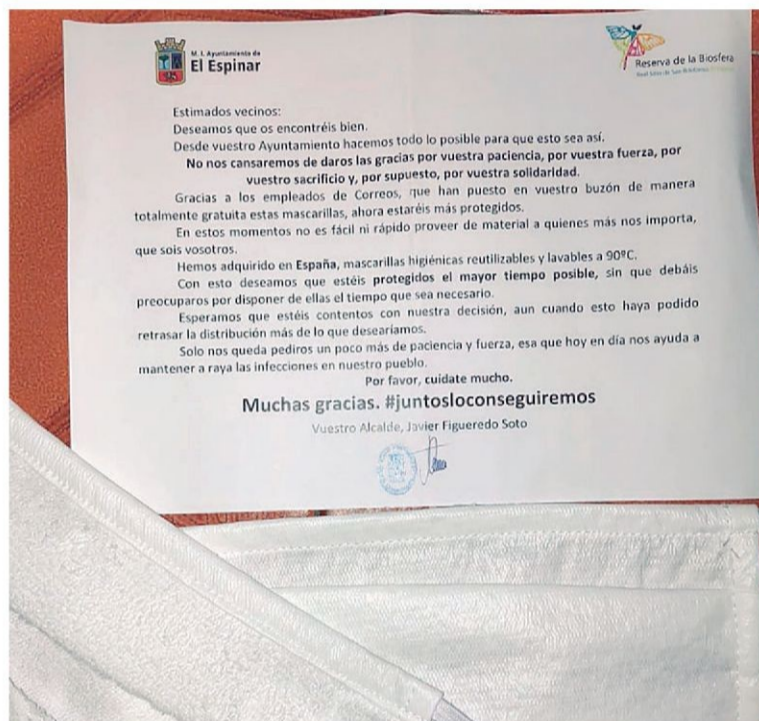 M. I. Ayuntamiento de
El Espinar
Reserva de la Biosfera
Estimados vecinos:
Deseamos que os encontréis bien.
Desde vuestro Ayuntamiento hacemos todo lo posible para que esto sea así.
No nos cansaremos de daros las gracias por vuestra paciencia, por vuestra fuerza, por
vuestro sacrificio y, por supuesto, por vuestra solidaridad.
Gracias a los empleados de Correos, que han puesto en vuestro buzón de manera
totalmente gratuita estas mascarillas, ahora estaréis más protegidos.
En estos momentos no es fácil ni rápido proveer de material a quienes más nos importa,
que sois vosotros.
Hemos adquirido en España, mascarillas higiénicas reutilizables y lavables a 90ºC.
Con esto deseamos que estéis protegidos el mayor tiempo posible, sin que debáis
preocuparos por disponer de ellas el tiempo que sea necesario.
Esperamos que estéis contentos con nuestra decisión, aun cuando esto haya podido
retrasar la distribución más de lo que desearíamos.
Solo nos queda pediros un poco más de paciencia y fuerza, esa que hoy en día nos ayuda a
mantener a raya las infecciones en nuestro pueblo.
Por favor, cuidate mucho.
Muchas gracias. #juntosloconseguiremos
Vuestro Alcalde, Javier Figueredo Soto